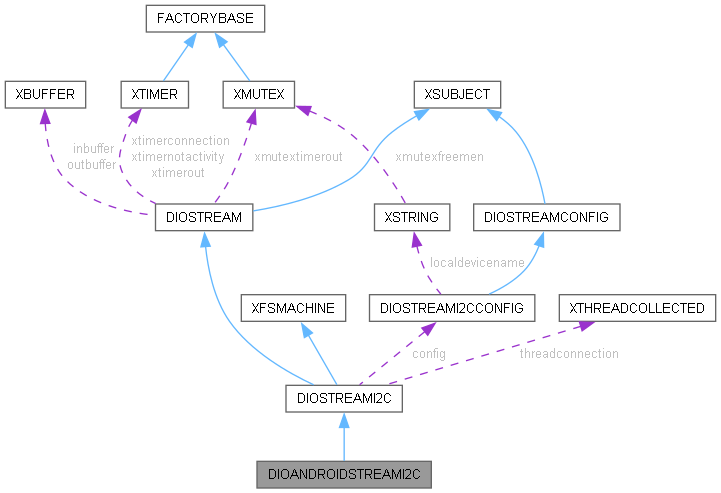 FACTORYBASE
XBUFFER
XTIMER
XMUTEX
XSUBJECT
inbuffer
outbuffer
xtimerconnection
xtimernotactivity
xtimerout
xmutextimerout
xmutexfreemen
DIOSTREAM
XSTRING
DIOSTREAMCONFIG
localdevicename
XFSMACHINE
DIOSTREAMI2CCONFIG
XTHREADCOLLECTED
config
threadconnection
DIOSTREAMI2C
DIOANDROIDSTREAMI2C